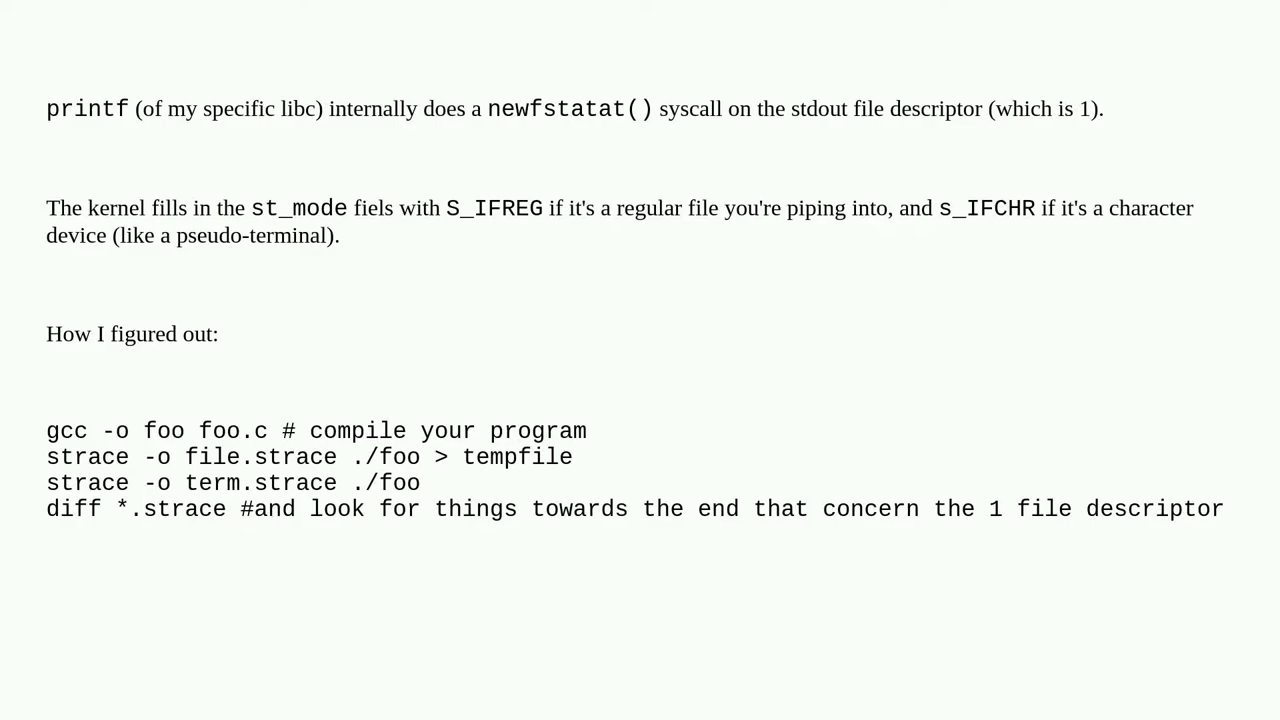 printf (of my specific libc) internally does a newfstatat() syscall on the stdout file descriptor (which is 1).
The kernel fills in the st_mode fiels with S_IFREG if it's a regular file you're piping into, and s_IFCHR if it's a character
device (like a pseudo-terminal).
How I figured out:
gcc -o foo foo.c # compile your program
strace -o file.strace ./foo > tempfile
strace -o term.strace ./foo
diff *.strace #and look for things towards the end that concern the 1 file descriptor